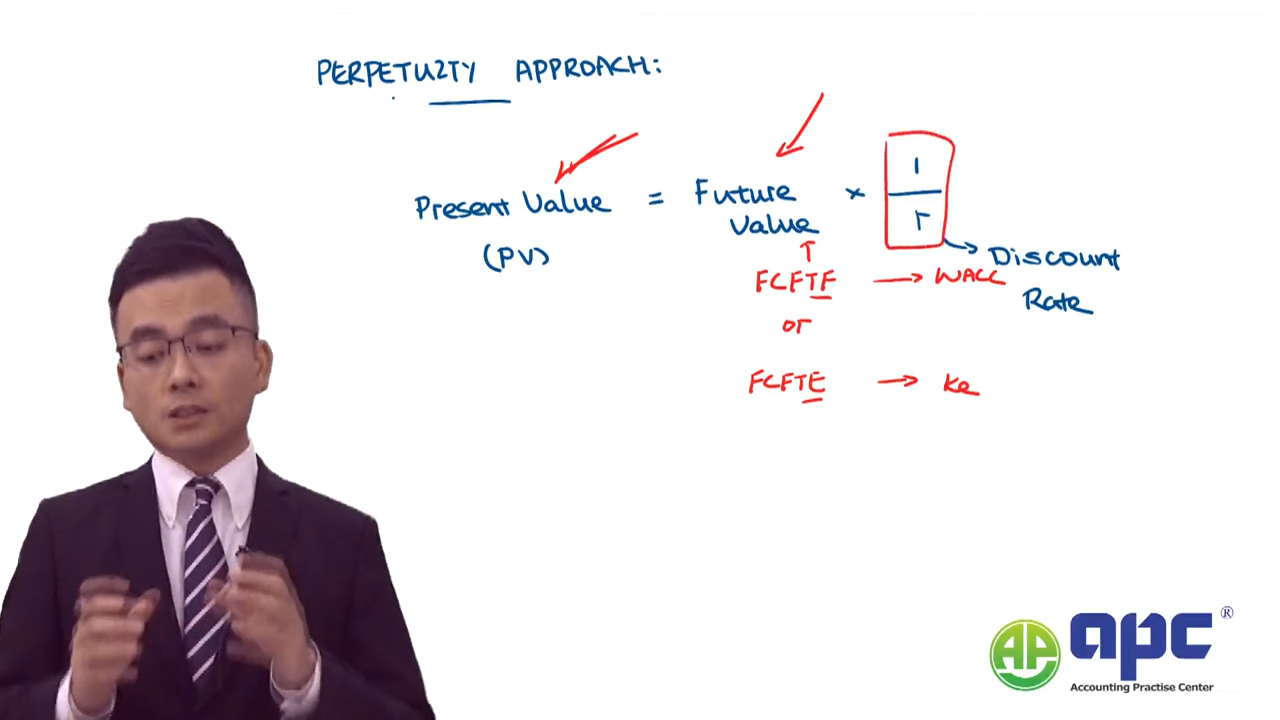 PERPETUITY APPROACH:
Present Value = Future Value × 1/r
(PV)
Discount Rate
FCFTF → WACC
or
FCFTE → Ke
AP
apc ®
Accounting Practise Center